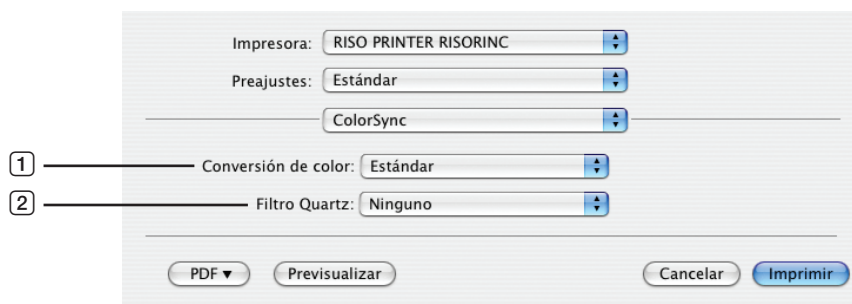 Impresora: RISO PRINTER RISORINC
Preajustes: Estándar
ColorSync
1 Conversión de color: Estándar
2 Filtro Quartz: Ninguno
PDF ▼ Previsualizar Cancelar Imprimir